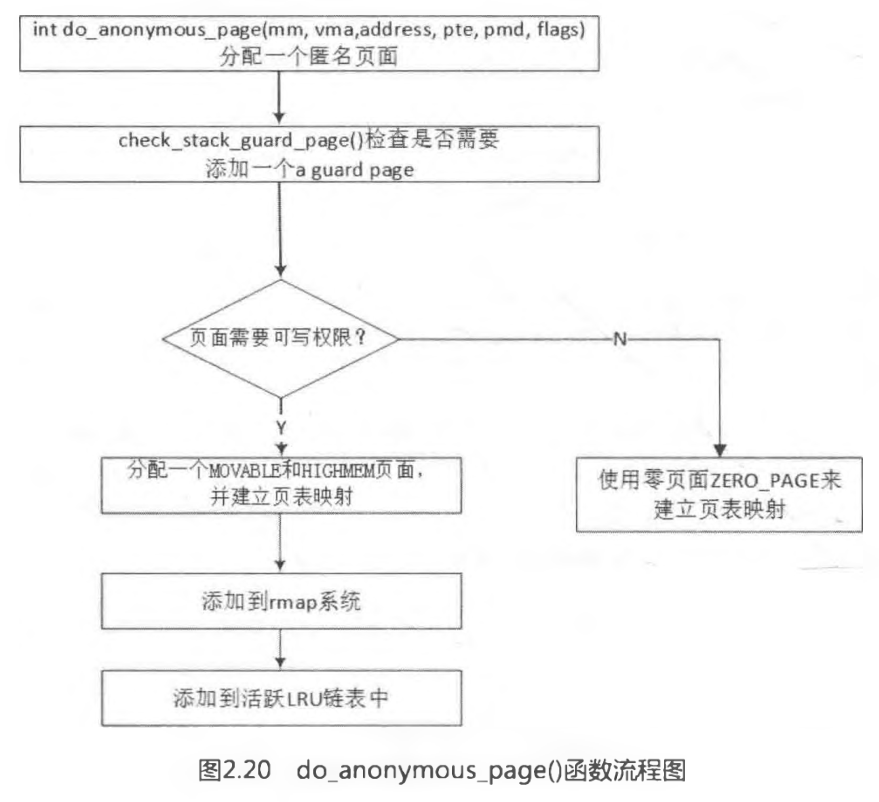 int do_anonymous_page(mm, vma,address, pte, pmd, flags)
分配一个匿名页面
check_stack_guard_page()检查是否需要
添加一个a guard page
页面需要可写权限？
N
Y
分配一个MOVABLE和HIGHMEM页面，
并建立页表映射
使用零页面ZERO_PAGE来
建立页表映射
添加到rmap系统
添加到活跃LRU链表中
图2.20 do_anonymous_page()函数流程图